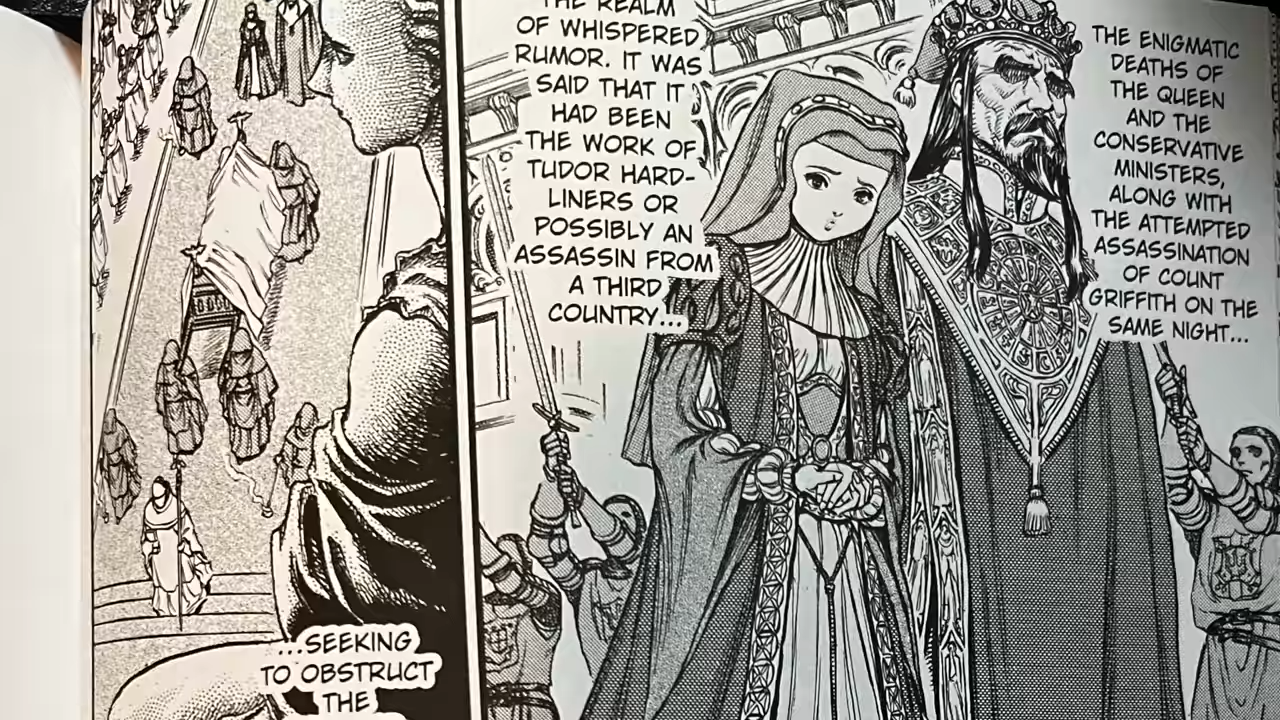 THE ENIGMATIC
DEATHS OF
THE QUEEN
AND THE
CONSERVATIVE
MINISTERS,
ALONG WITH
THE ATTEMPTED
ASSASSINATION
OF COUNT
GRIFFITH ON THE
SAME NIGHT...
THE REALM
OF WHISPERED
RUMOR. IT WAS
SAID THAT IT
HAD BEEN
THE WORK OF
TUDOR HARD-
LINERS OR
POSSIBLY AN
ASSASSIN FROM
A THIRD
COUNTRY...
...SEEKING
TO OBSTRUCT
THE